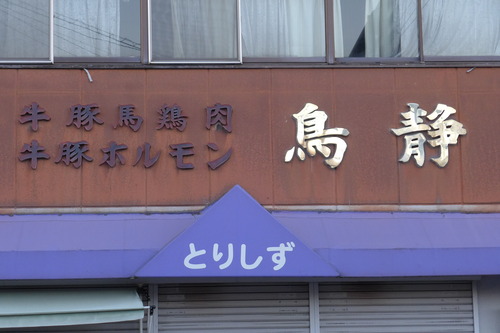 牛豚馬鶏肉
牛豚ホルモン
鳥静
とりしず